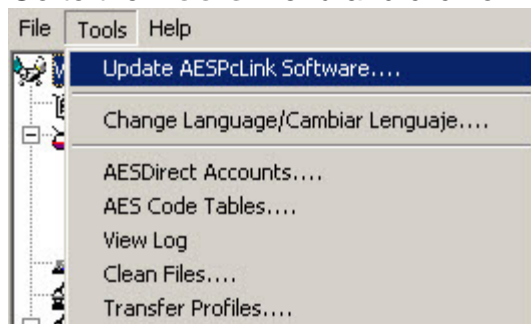 File Tools Help
Update AESPcLink Software....
Change Language/Cambiar Lenguaje....
AESDirect Accounts....
AES Code Tables....
View Log
Clean Files....
Transfer Profiles....